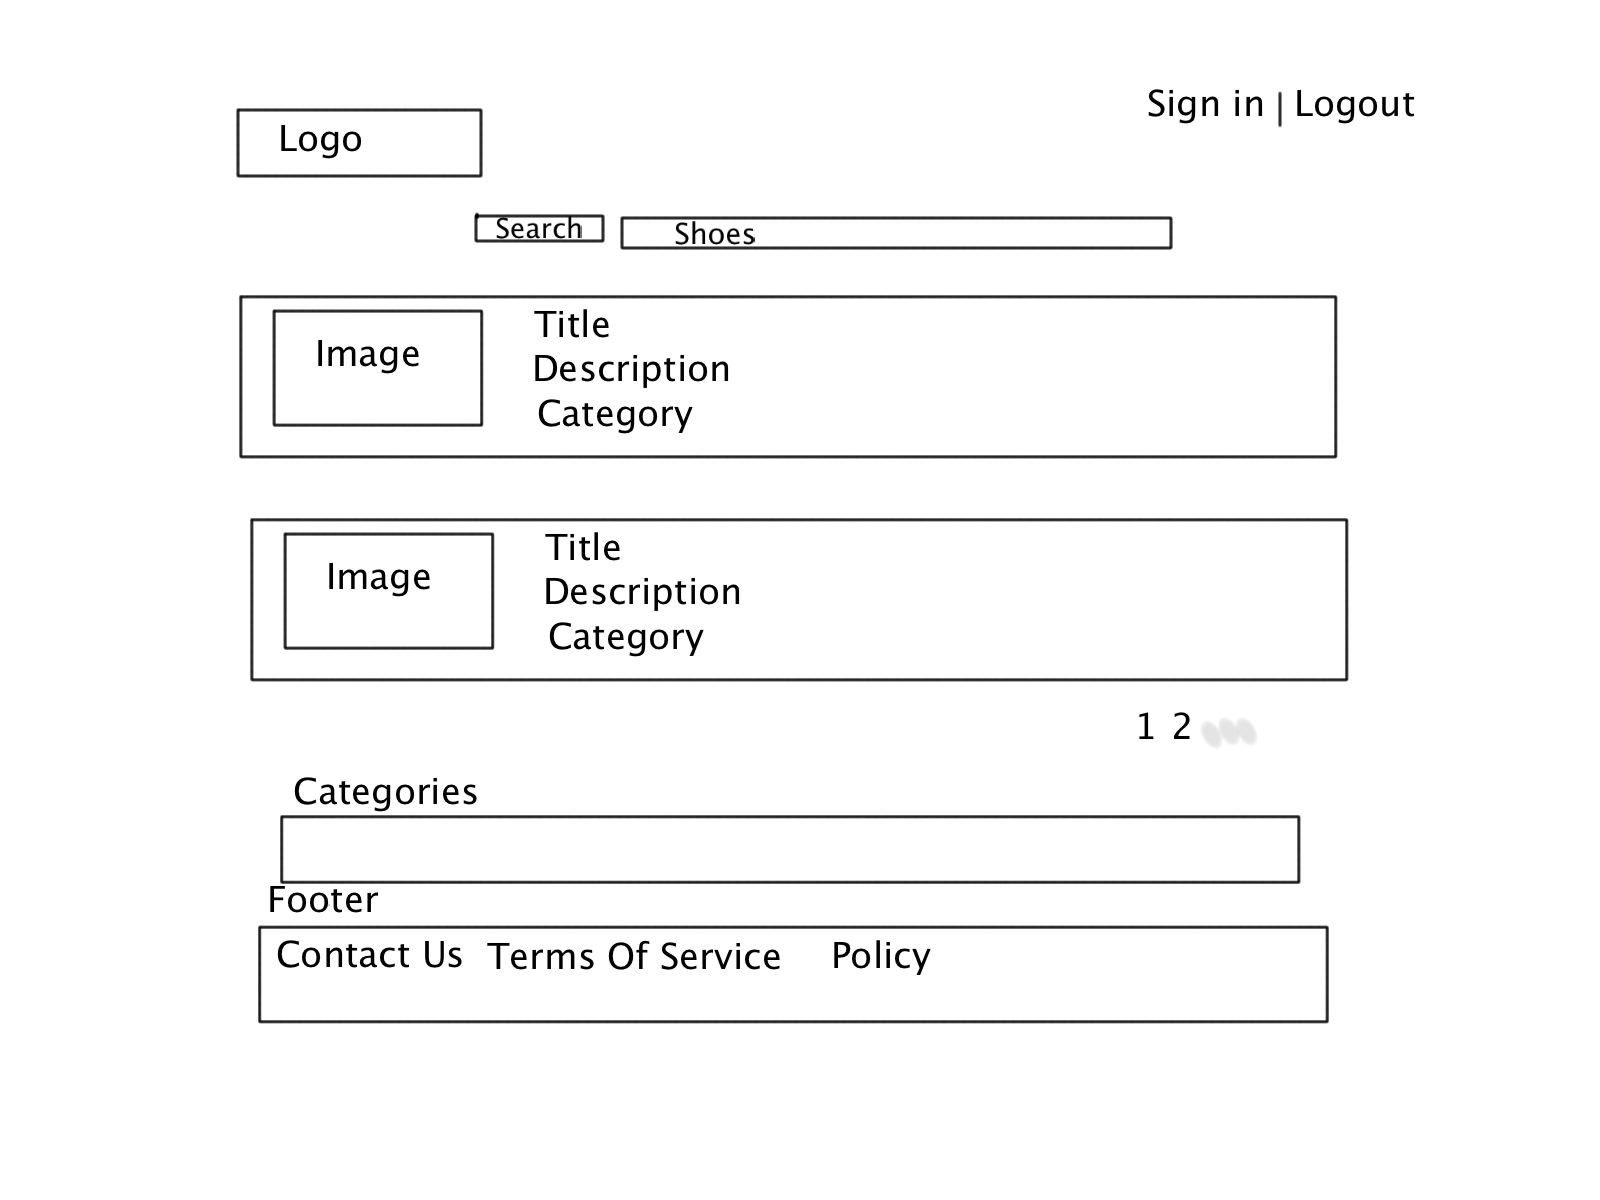 Sign in | Logout
Logo
Search Shoes
Image
Title
Description
Category
Image
Title
Description
Category
1 2
Categories
Footer
Contact Us Terms Of Service Policy